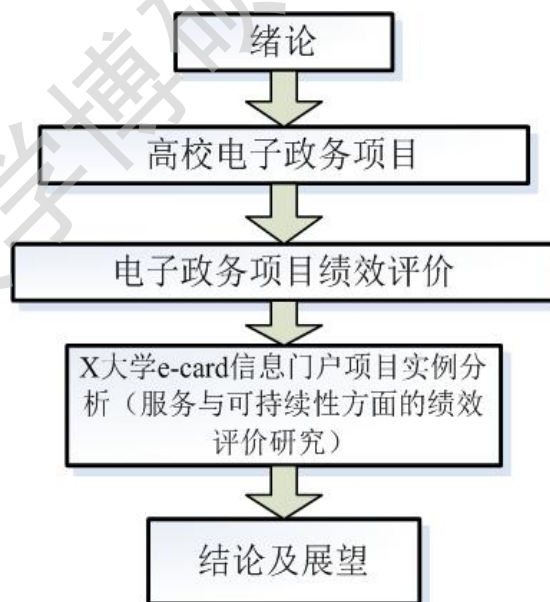 绪论
高校电子政务项目
电子政务项目绩效评价
X大学e-card信息门户项目实例分
析（服务与可持续性方面的绩效
评价研究）
结论及展望
学博硕